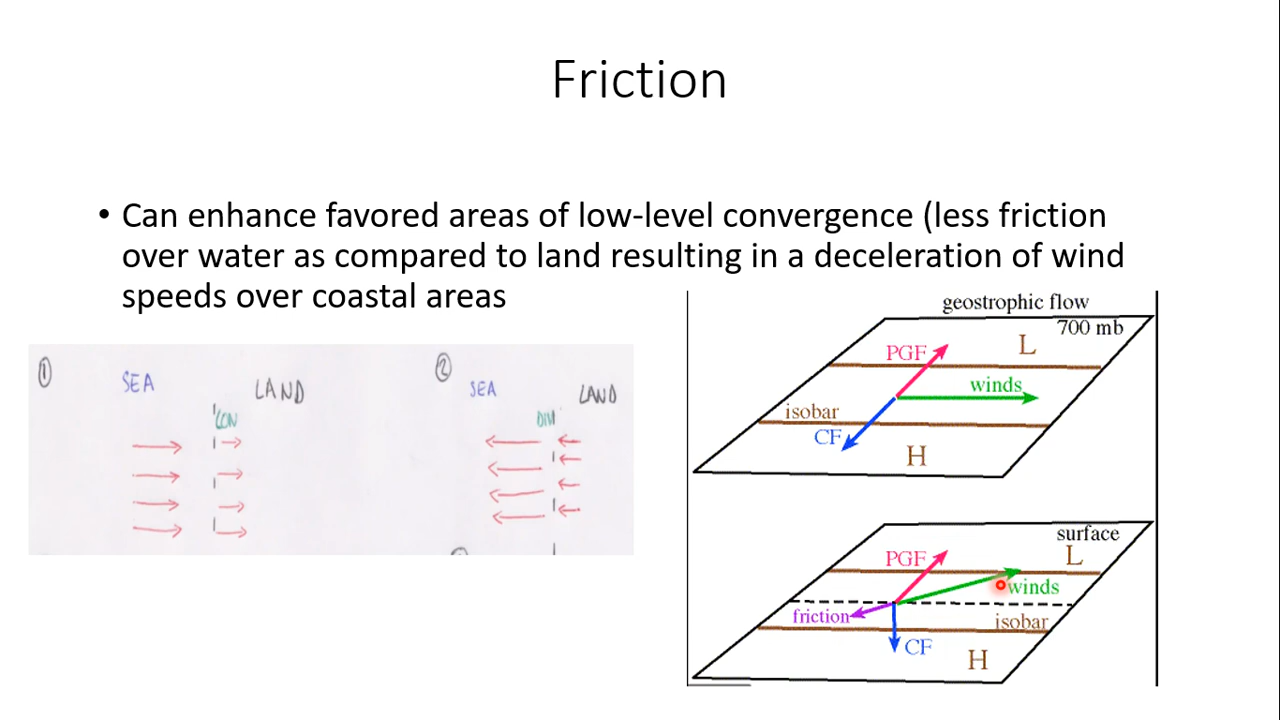 Friction
• Can enhance favored areas of low-level convergence (less friction
over water as compared to land resulting in a deceleration of wind
speeds over coastal areas
①
SEA
LAND
CON
②
SEA
LAND
DIV
geostrophic flow
700 mb
PGF
L
winds
isobar
CF
H
surface
PGF
L
winds
friction
isobar
CF
H